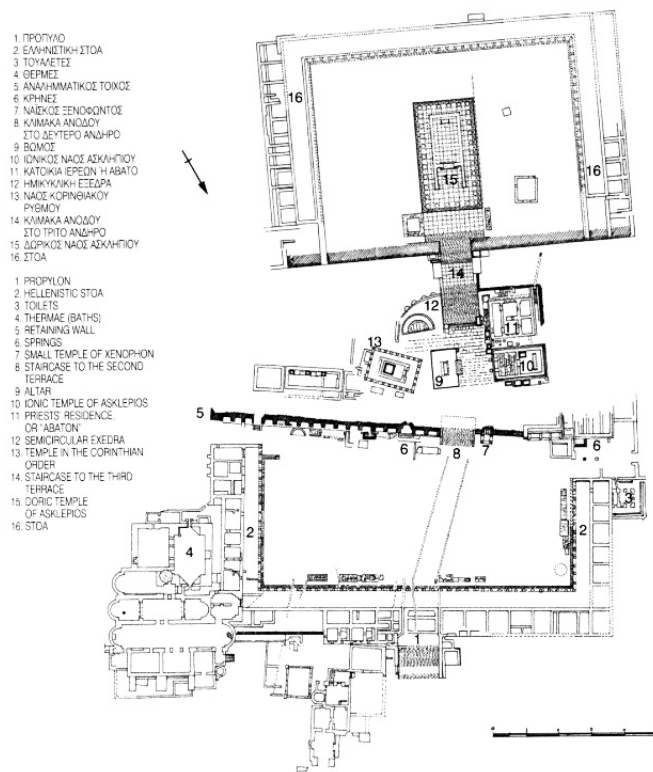 1. ΠΡΟΠΥΛΟ
2. ΕΛΛΗΝΙΣΤΙΚΗ ΣΤΟΑ
3. ΤΟΥΑΛΕΤΕΣ
4. ΘΕΡΜΕΣ
5. ΑΝΑΛΗΜΜΑΤΙΚΟΣ ΤΟΙΧΟΣ
6. ΚΡΗΝΕΣ
7. ΝΑΪΣΚΟΣ ΞΕΝΟΦΩΝΤΟΣ
8. ΚΛΙΜΑΚΑ ΑΝΟΔΟΥ
ΣΤΟ ΔΕΥΤΕΡΟ ΑΝΔΗΡΟ
9. ΒΩΜΟΣ
10. ΙΩΝΙΚΟΣ ΝΑΟΣ ΑΣΚΛΗΠΙΟΥ
11. ΚΑΤΟΙΚΙΑ ΙΕΡΕΩΝ Ή ΑΒΑΤΟ
12. ΗΜΙΚΥΚΛΙΚΗ ΕΞΕΔΡΑ
13. ΝΑΟΣ ΚΟΡΙΝΘΙΑΚΟΥ
ΡΥΘΜΟΥ
14. ΚΛΙΜΑΚΑ ΑΝΟΔΟΥ
ΣΤΟ ΤΡΙΤΟ ΑΝΔΗΡΟ
15. ΔΩΡΙΚΟΣ ΝΑΟΣ ΑΣΚΛΗΠΙΟΥ
16. ΣΤΟΑ
1. PROPYLON
2. HELLENISTIC STOA
3. TOILETS
4. THERMAE (BATHS)
5. RETAINING WALL
6. SPRINGS
7. SMALL TEMPLE OF XENOPHON
8. STAIRCASE TO THE SECOND
TERRACE
9. ALTAR
10. IONIC TEMPLE OF ASKLEPIOS
11. PRIESTS' RESIDENCE,
OR "ABATON"
12. SEMICIRCULAR EXEDRA
13. TEMPLE IN THE CORINTHIAN
ORDER
14. STAIRCASE TO THE THIRD
TERRACE
15. DORIC TEMPLE
OF ASKLEPIOS
16. STOA
16
16
15
14
12
11
13
10
9
5
6
8
7
6
3
2
2
4
1